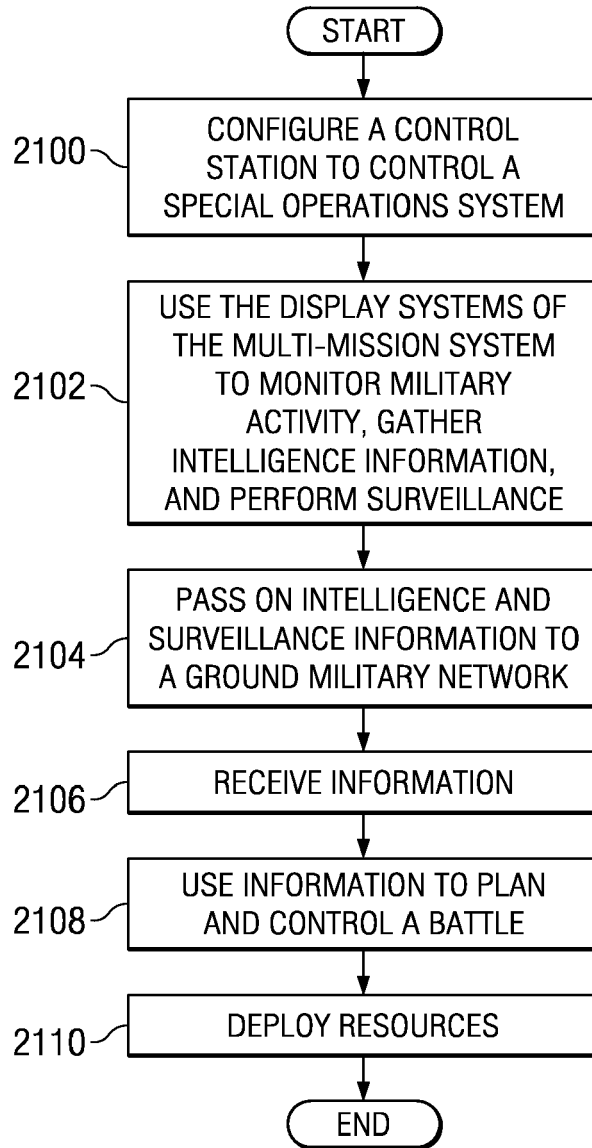 START
2100
CONFIGURE A CONTROL
STATION TO CONTROL A
SPECIAL OPERATIONS SYSTEM
2102
USE THE DISPLAY SYSTEMS OF
THE MULTI-MISSION SYSTEM
TO MONITOR MILITARY
ACTIVITY, GATHER
INTELLIGENCE INFORMATION,
AND PERFORM SURVEILLANCE
2104
PASS ON INTELLIGENCE AND
SURVEILLANCE INFORMATION TO
A GROUND MILITARY NETWORK
2106
RECEIVE INFORMATION
2108
USE INFORMATION TO PLAN
AND CONTROL A BATTLE
2110
DEPLOY RESOURCES
END